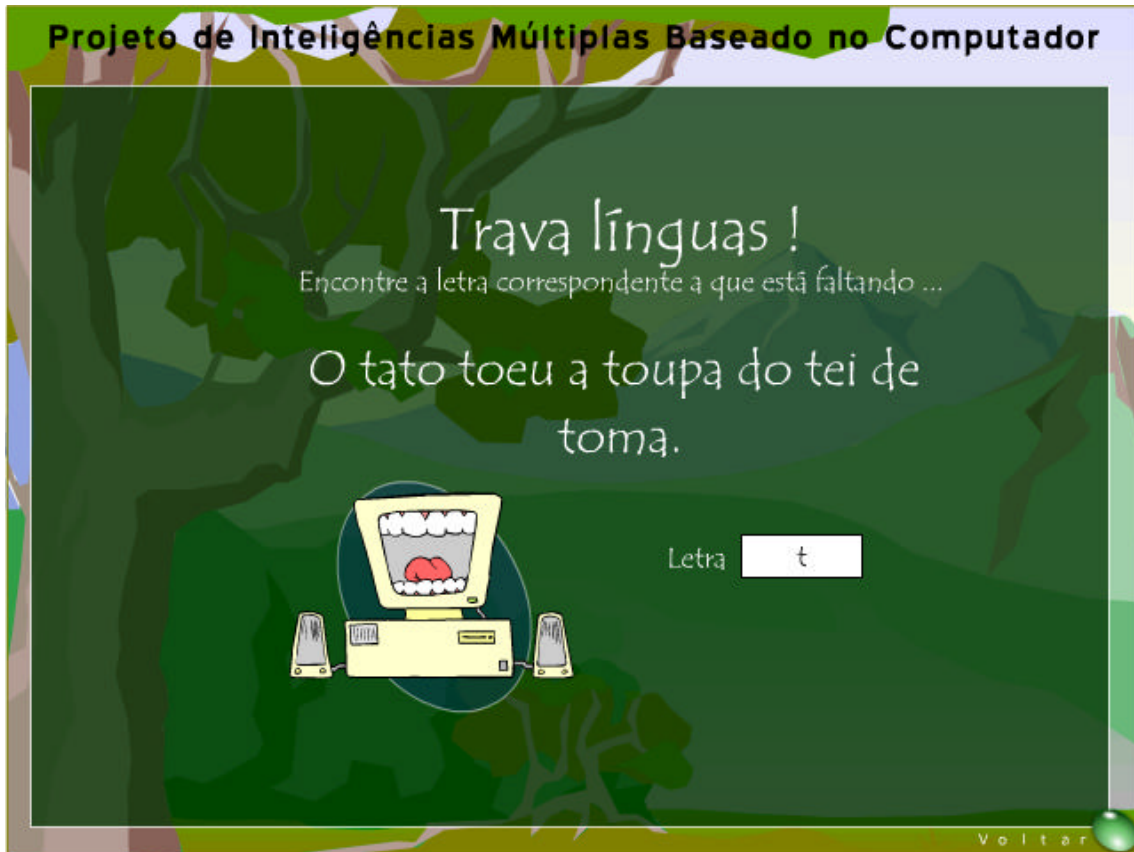 Projeto de Inteligências Múltiplas Baseado no Computador
Trava línguas !
Encontre a letra correspondente a que está faltando ...
O tato toeu a toupa do tei de
toma.
Letra t
Voltar